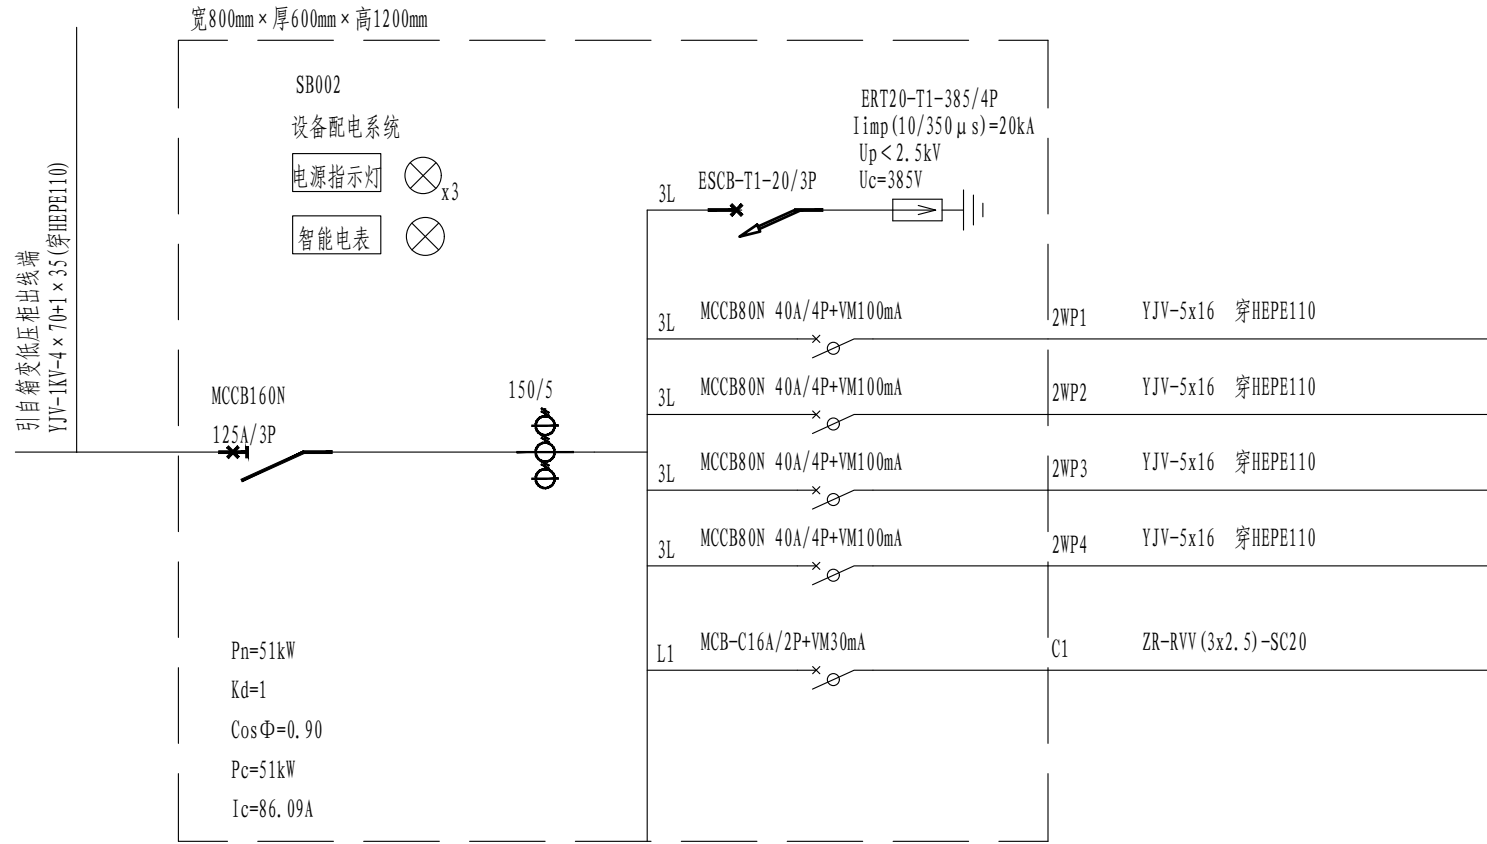 宽800mm×厚600mm×高1200mm
SB002
设备配电系统
电源指示灯
x3
智能电表
引自箱变低压柜出线端
YJV-1KV-4×70+1×35(穿HEPE110)
MCCB160N
125A/3P
150/5
ERT20-T1-385/4P
Iimp(10/350μs)=20kA
Up<2.5kV
Uc=385V
3L ESCB-T1-20/3P
3L MCCB80N 40A/4P+VM100mA 2WP1 YJV-5x16 穿HEPE110
3L MCCB80N 40A/4P+VM100mA 2WP2 YJV-5x16 穿HEPE110
3L MCCB80N 40A/4P+VM100mA 2WP3 YJV-5x16 穿HEPE110
3L MCCB80N 40A/4P+VM100mA 2WP4 YJV-5x16 穿HEPE110
L1 MCB-C16A/2P+VM30mA C1 ZR-RVV(3x2.5)-SC20
Pn=51kW
Kd=1
CosΦ=0.90
Pc=51kW
Ic=86.09A